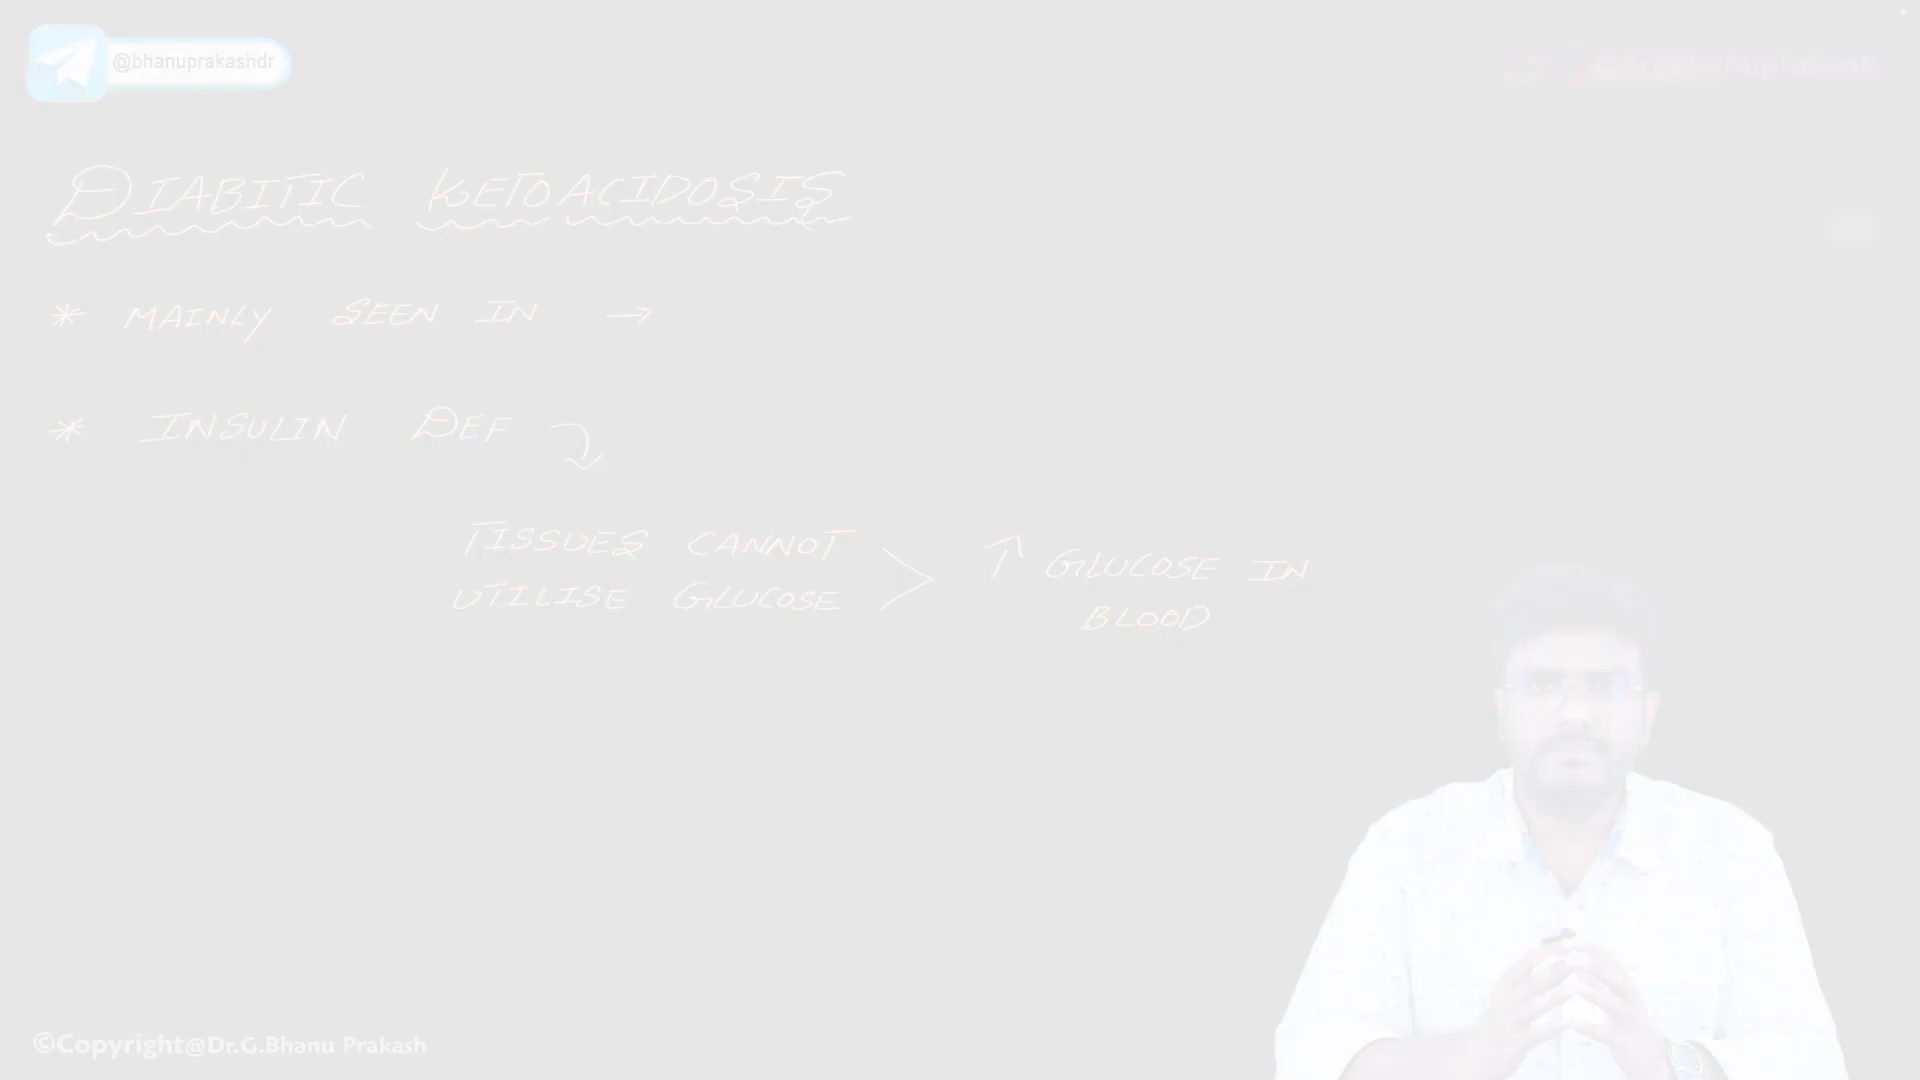 @bhanuprakashdr
DIABITIC KETOACIDOSIS
* MAINLY SEEN IN →
* INSULIN DEF
TISSUES CANNOT
UTILISE GLUCOSE
↑ GLUCOSE IN
BLOOD
©Copyright@Dr.G.Bhanu Prakash